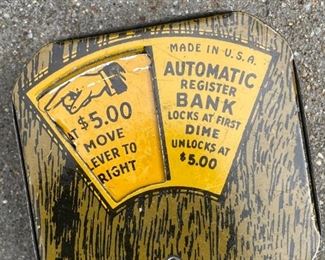 AT $5.00
MOVE
LEVER TO
RIGHT
MADE IN U.S.A.
AUTOMATIC
REGISTER
BANK
LOCKS AT FIRST
DIME
UNLOCKS AT
$5.00